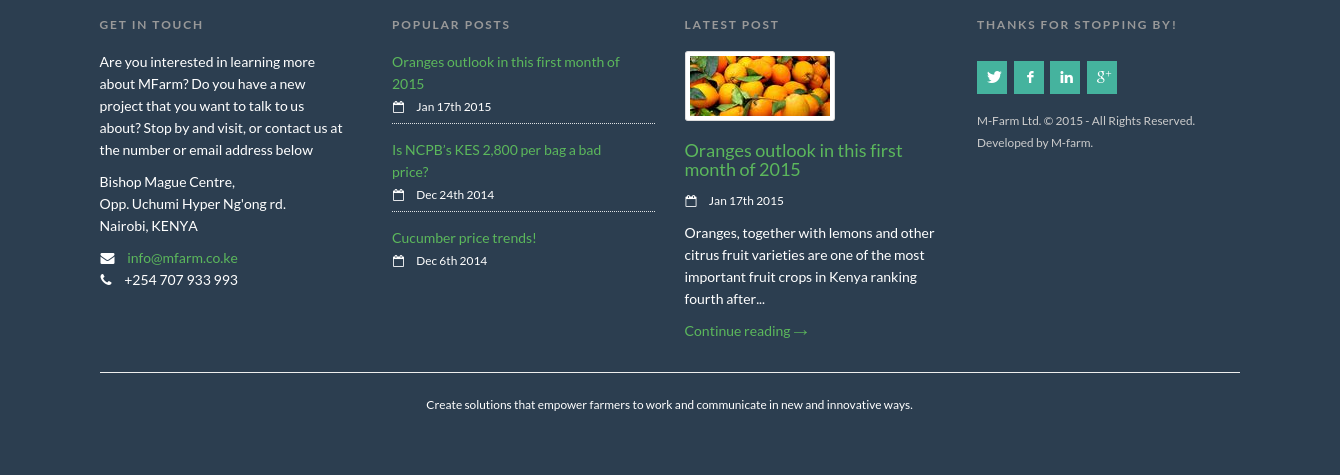 GET IN TOUCH
Are you interested in learning more
about MFarm? Do you have a new
project that you want to talk to us
about? Stop by and visit, or contact us at
the number or email address below
Bishop Mague Centre,
Opp. Uchumi Hyper Ng'ong rd.
Nairobi, KENYA
info@mfarm.co.ke
+254 707 933 993
POPULAR POSTS
Oranges outlook in this first month of
2015
Jan 17th 2015
Is NCPB's KES 2,800 per bag a bad
price?
Dec 24th 2014
Cucumber price trends!
Dec 6th 2014
LATEST POST
Oranges outlook in this first
month of 2015
Jan 17th 2015
Oranges, together with lemons and other
citrus fruit varieties are one of the most
important fruit crops in Kenya ranking
fourth after...
Continue reading →
THANKS FOR STOPPING BY!
M-Farm Ltd. © 2015 - All Rights Reserved.
Developed by M-farm.
Create solutions that empower farmers to work and communicate in new and innovative ways.